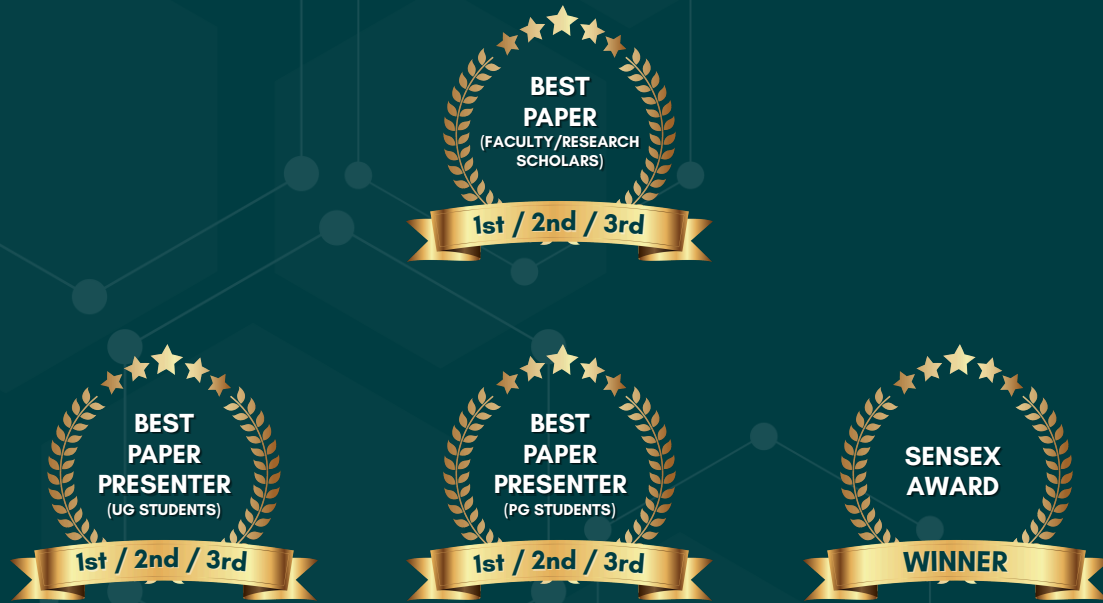 BEST
PAPER
(FACULTY/RESEARCH
SCHOLARS)
1st / 2nd / 3rd
BEST
PAPER
PRESENTER
(UG STUDENTS)
1st / 2nd / 3rd
BEST
PAPER
PRESENTER
(PG STUDENTS)
1st / 2nd / 3rd
SENSEX
AWARD
WINNER